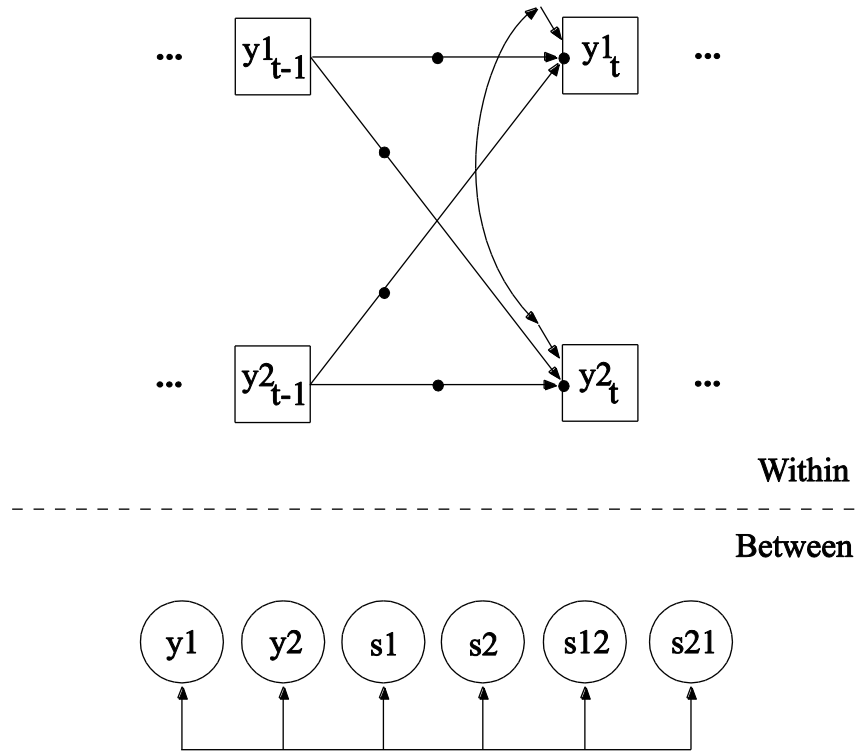 ... y1t-1 y1t ...
... y2t-1 y2t ...
Within
Between
y1 y2 s1 s2 s12 s21